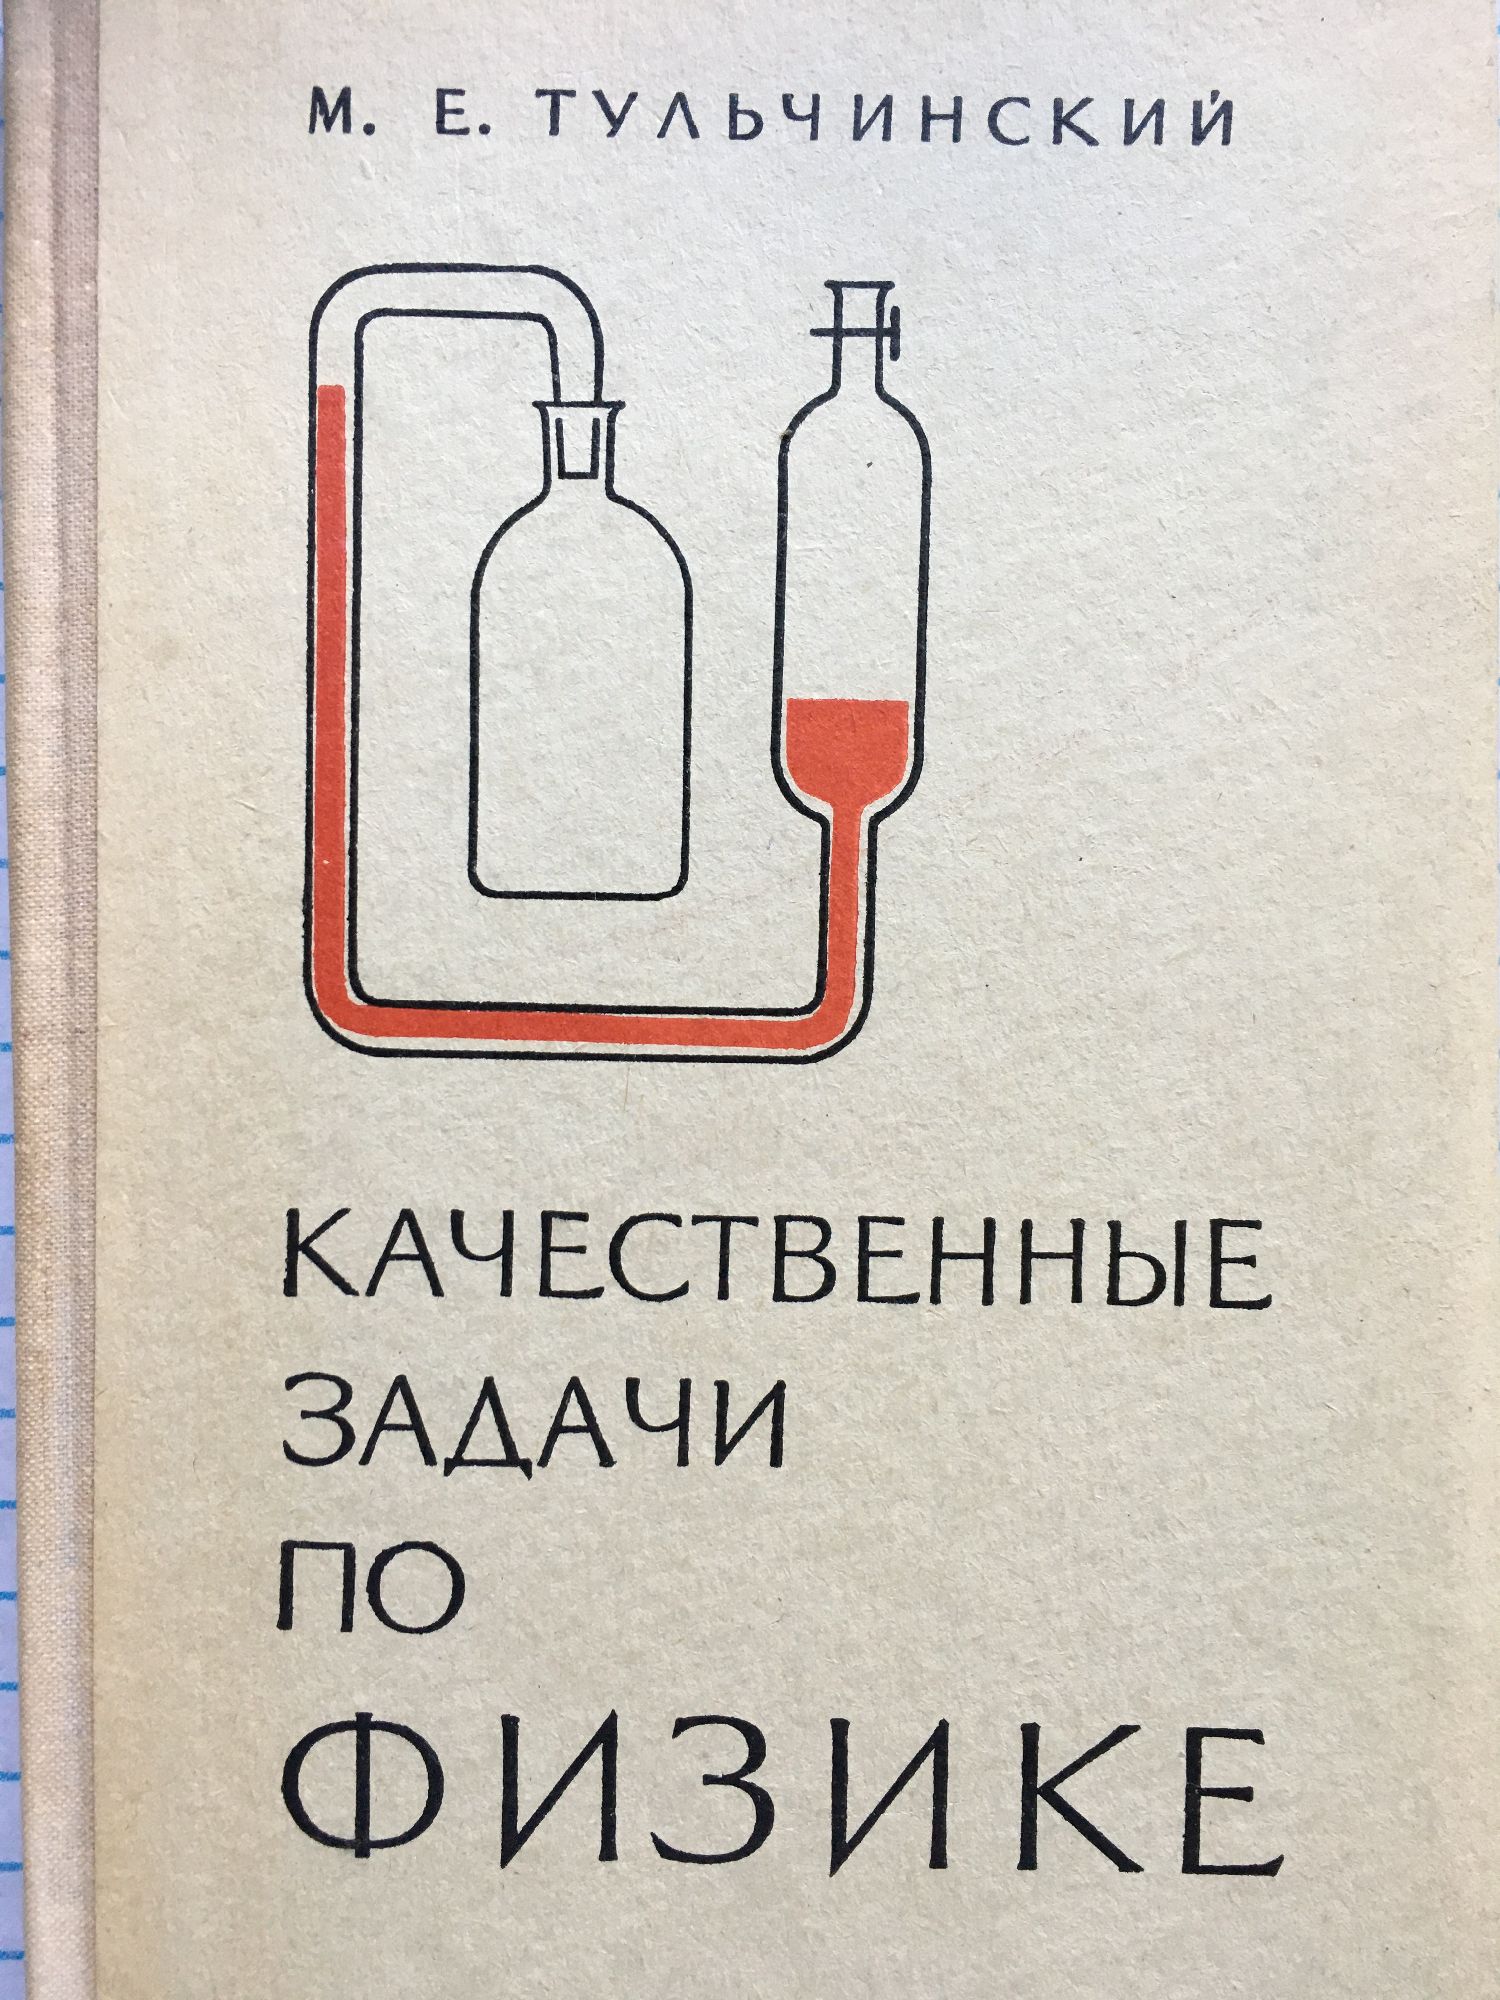 М. Е. ТУЛЬЧИНСКИЙ
КАЧЕСТВЕННЫЕ
ЗАДАЧИ
ПО
ФИЗИКЕ